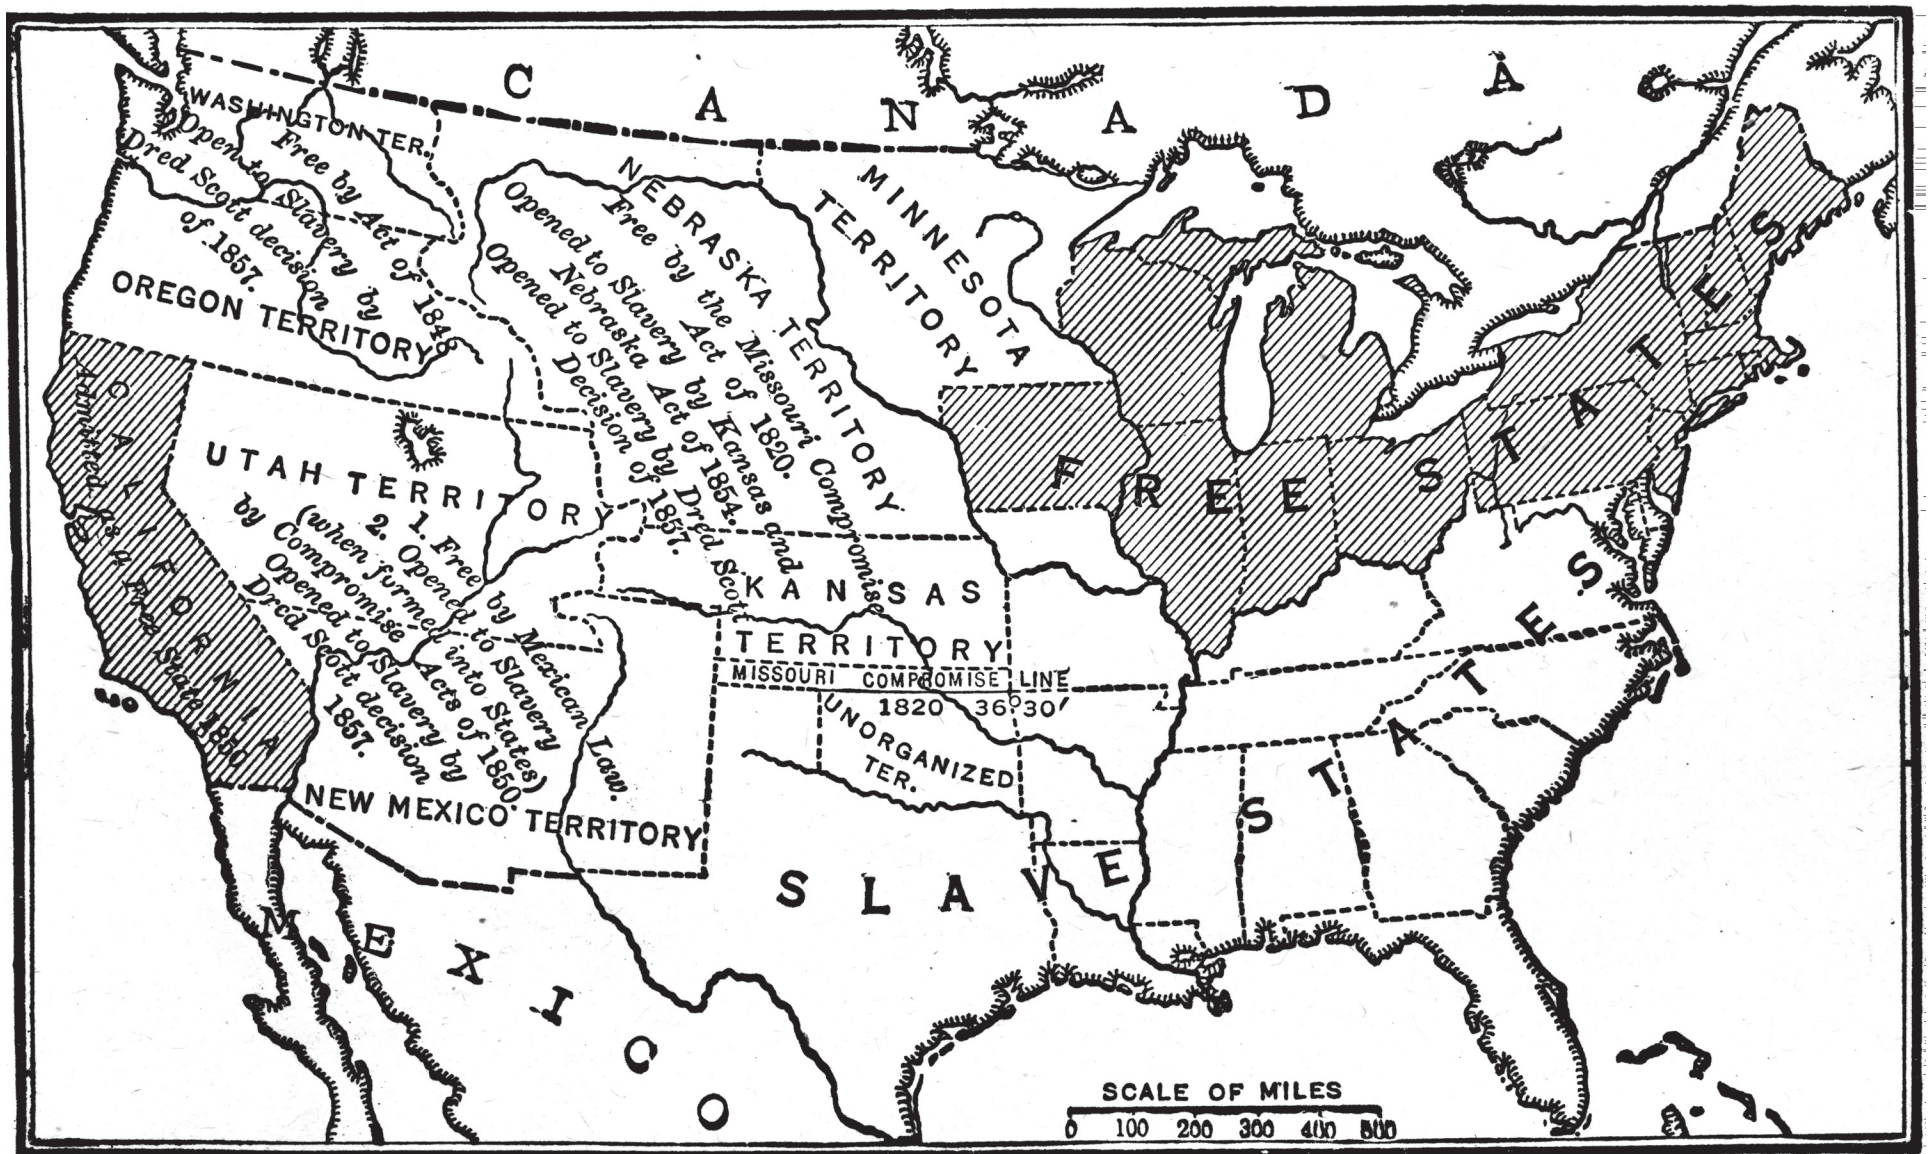 C A N A D A
WASHINGTON TER.
Free by Act of 1848
Open to Slavery by
Dred Scott decision
of 1857.
OREGON TERRITORY
NEBRASKA TERRITORY
Free by the Missouri Compromise
Act of 1820.
Opened to Slavery by Kansas and
Nebraska Act of 1854.
Opened to Slavery by Dred Scott
Decision of 1857.
MINNESOTA
TERRITORY
FREE STATES
CALIFORNIA
Admitted as a Free State 1850
UTAH TERRITORY
1. Free by Mexican Law.
2. Opened to Slavery
(when firmed into States)
by Compromise Acts of 1850.
Opened to Slavery by
Dred Scott decision
1857.
NEW MEXICO TERRITORY
KANSAS
TERRITORY
MISSOURI COMPROMISE LINE
1820 36°30′
UNORGANIZED
TER.
SLAVE STATES
MEXICO
SCALE OF MILES
0 100 200 300 400 500